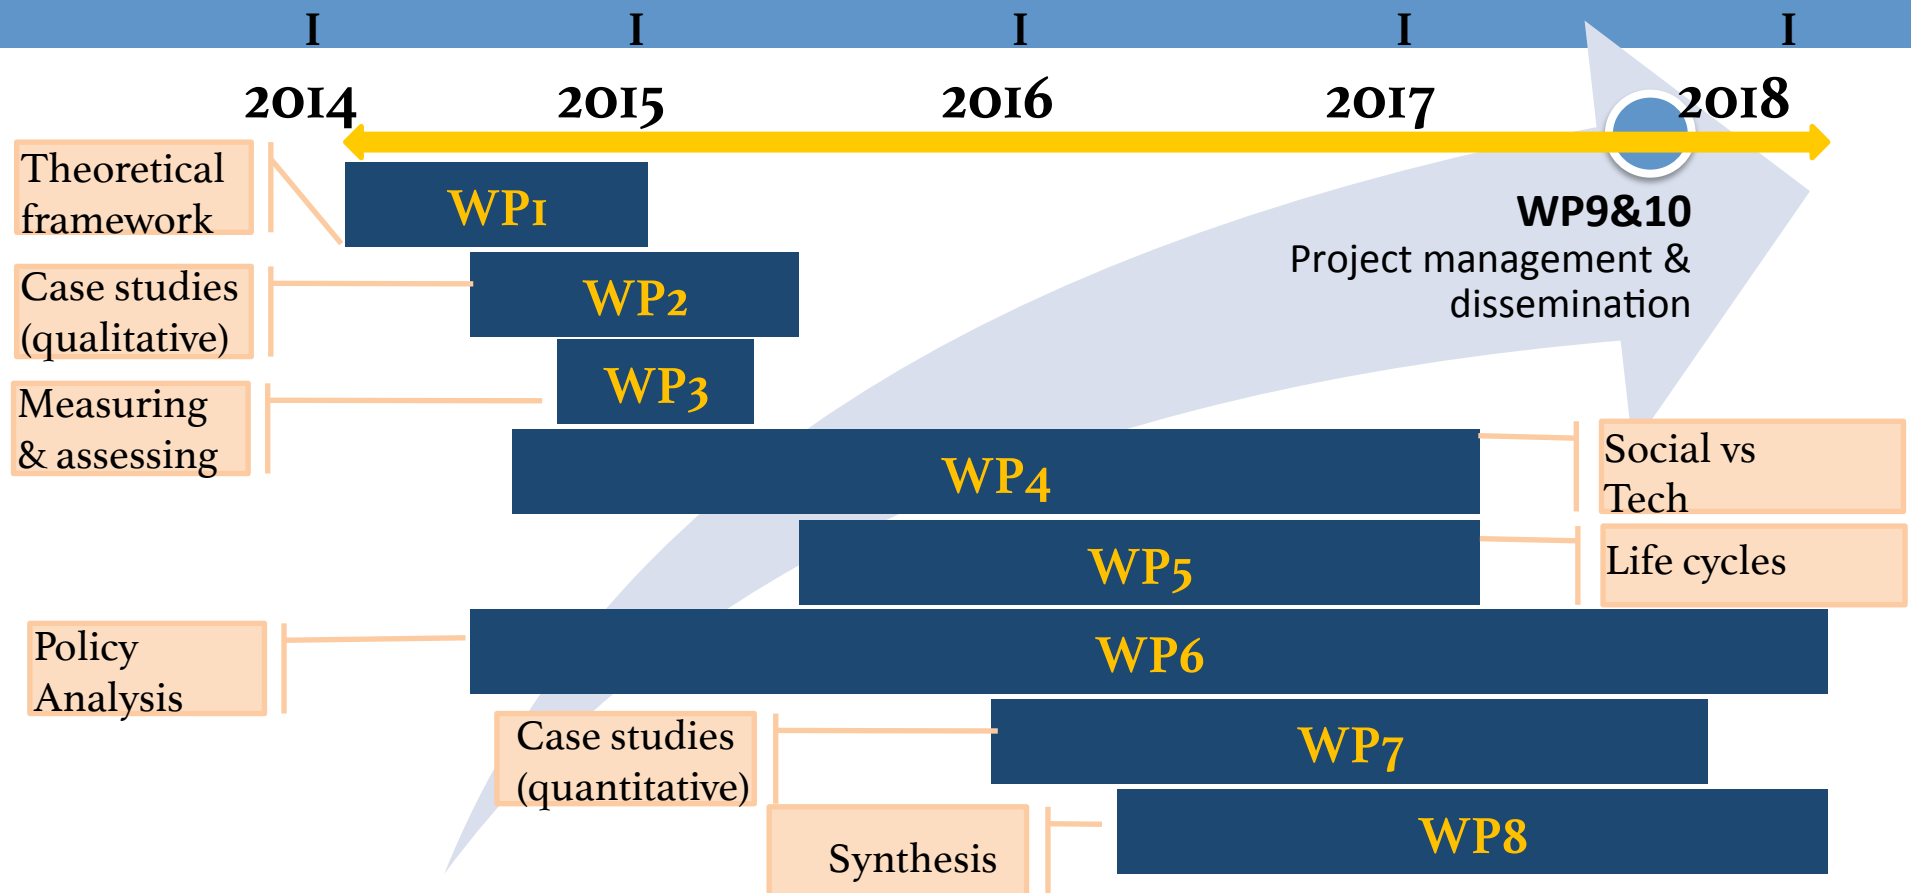 I I I I I
2014 2015 2016 2017 2018
Theoretical
framework
WP1
WP9&10
Project management &
dissemination
Case studies
(qualitative)
WP2
Measuring
& assessing
WP3
WP4
Social vs
Tech
WP5
Life cycles
Policy
Analysis
WP6
Case studies
(quantitative)
WP7
Synthesis
WP8